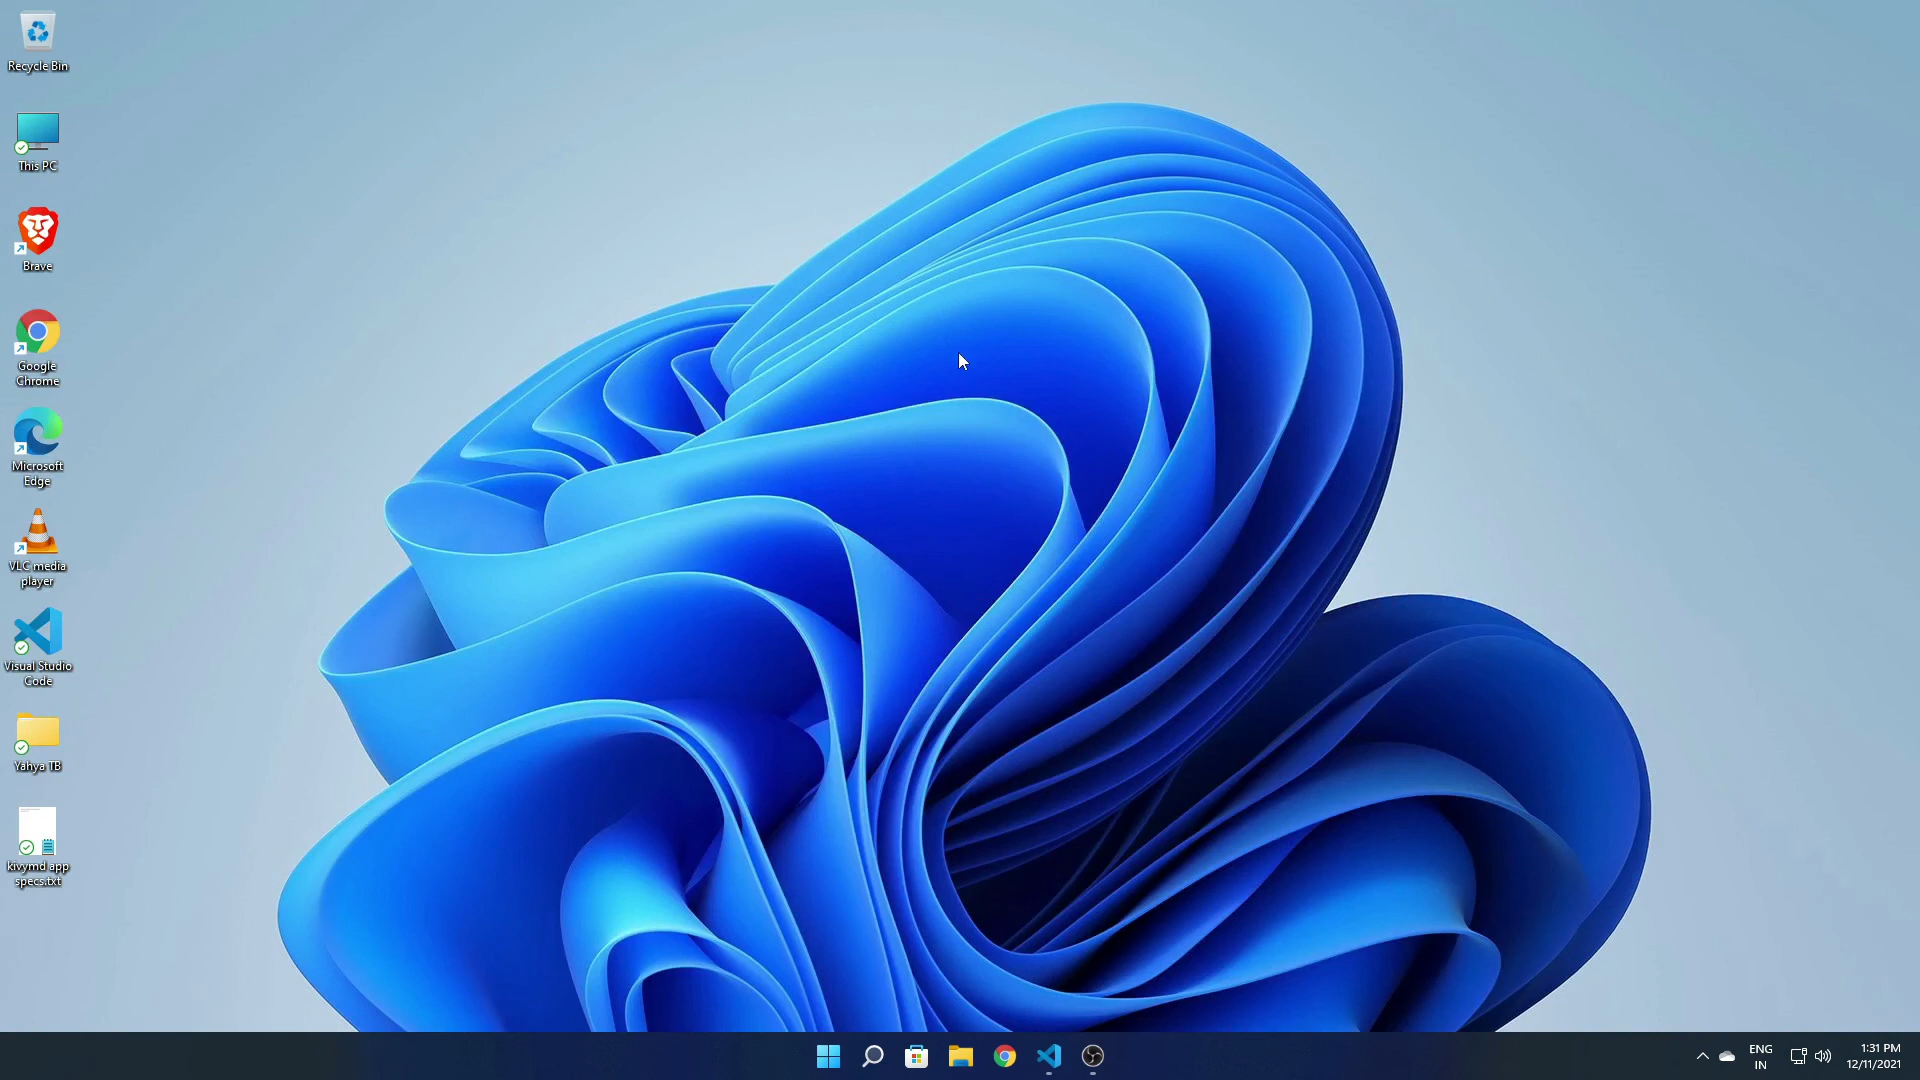 Recycle Bin
This PC
Brave
Google
Chrome
Microsoft
Edge
VLC media
player
Visual Studio
Code
Yahya TB
kivymd app
specs.txt
ENG
IN
1:31 PM
12/11/2021